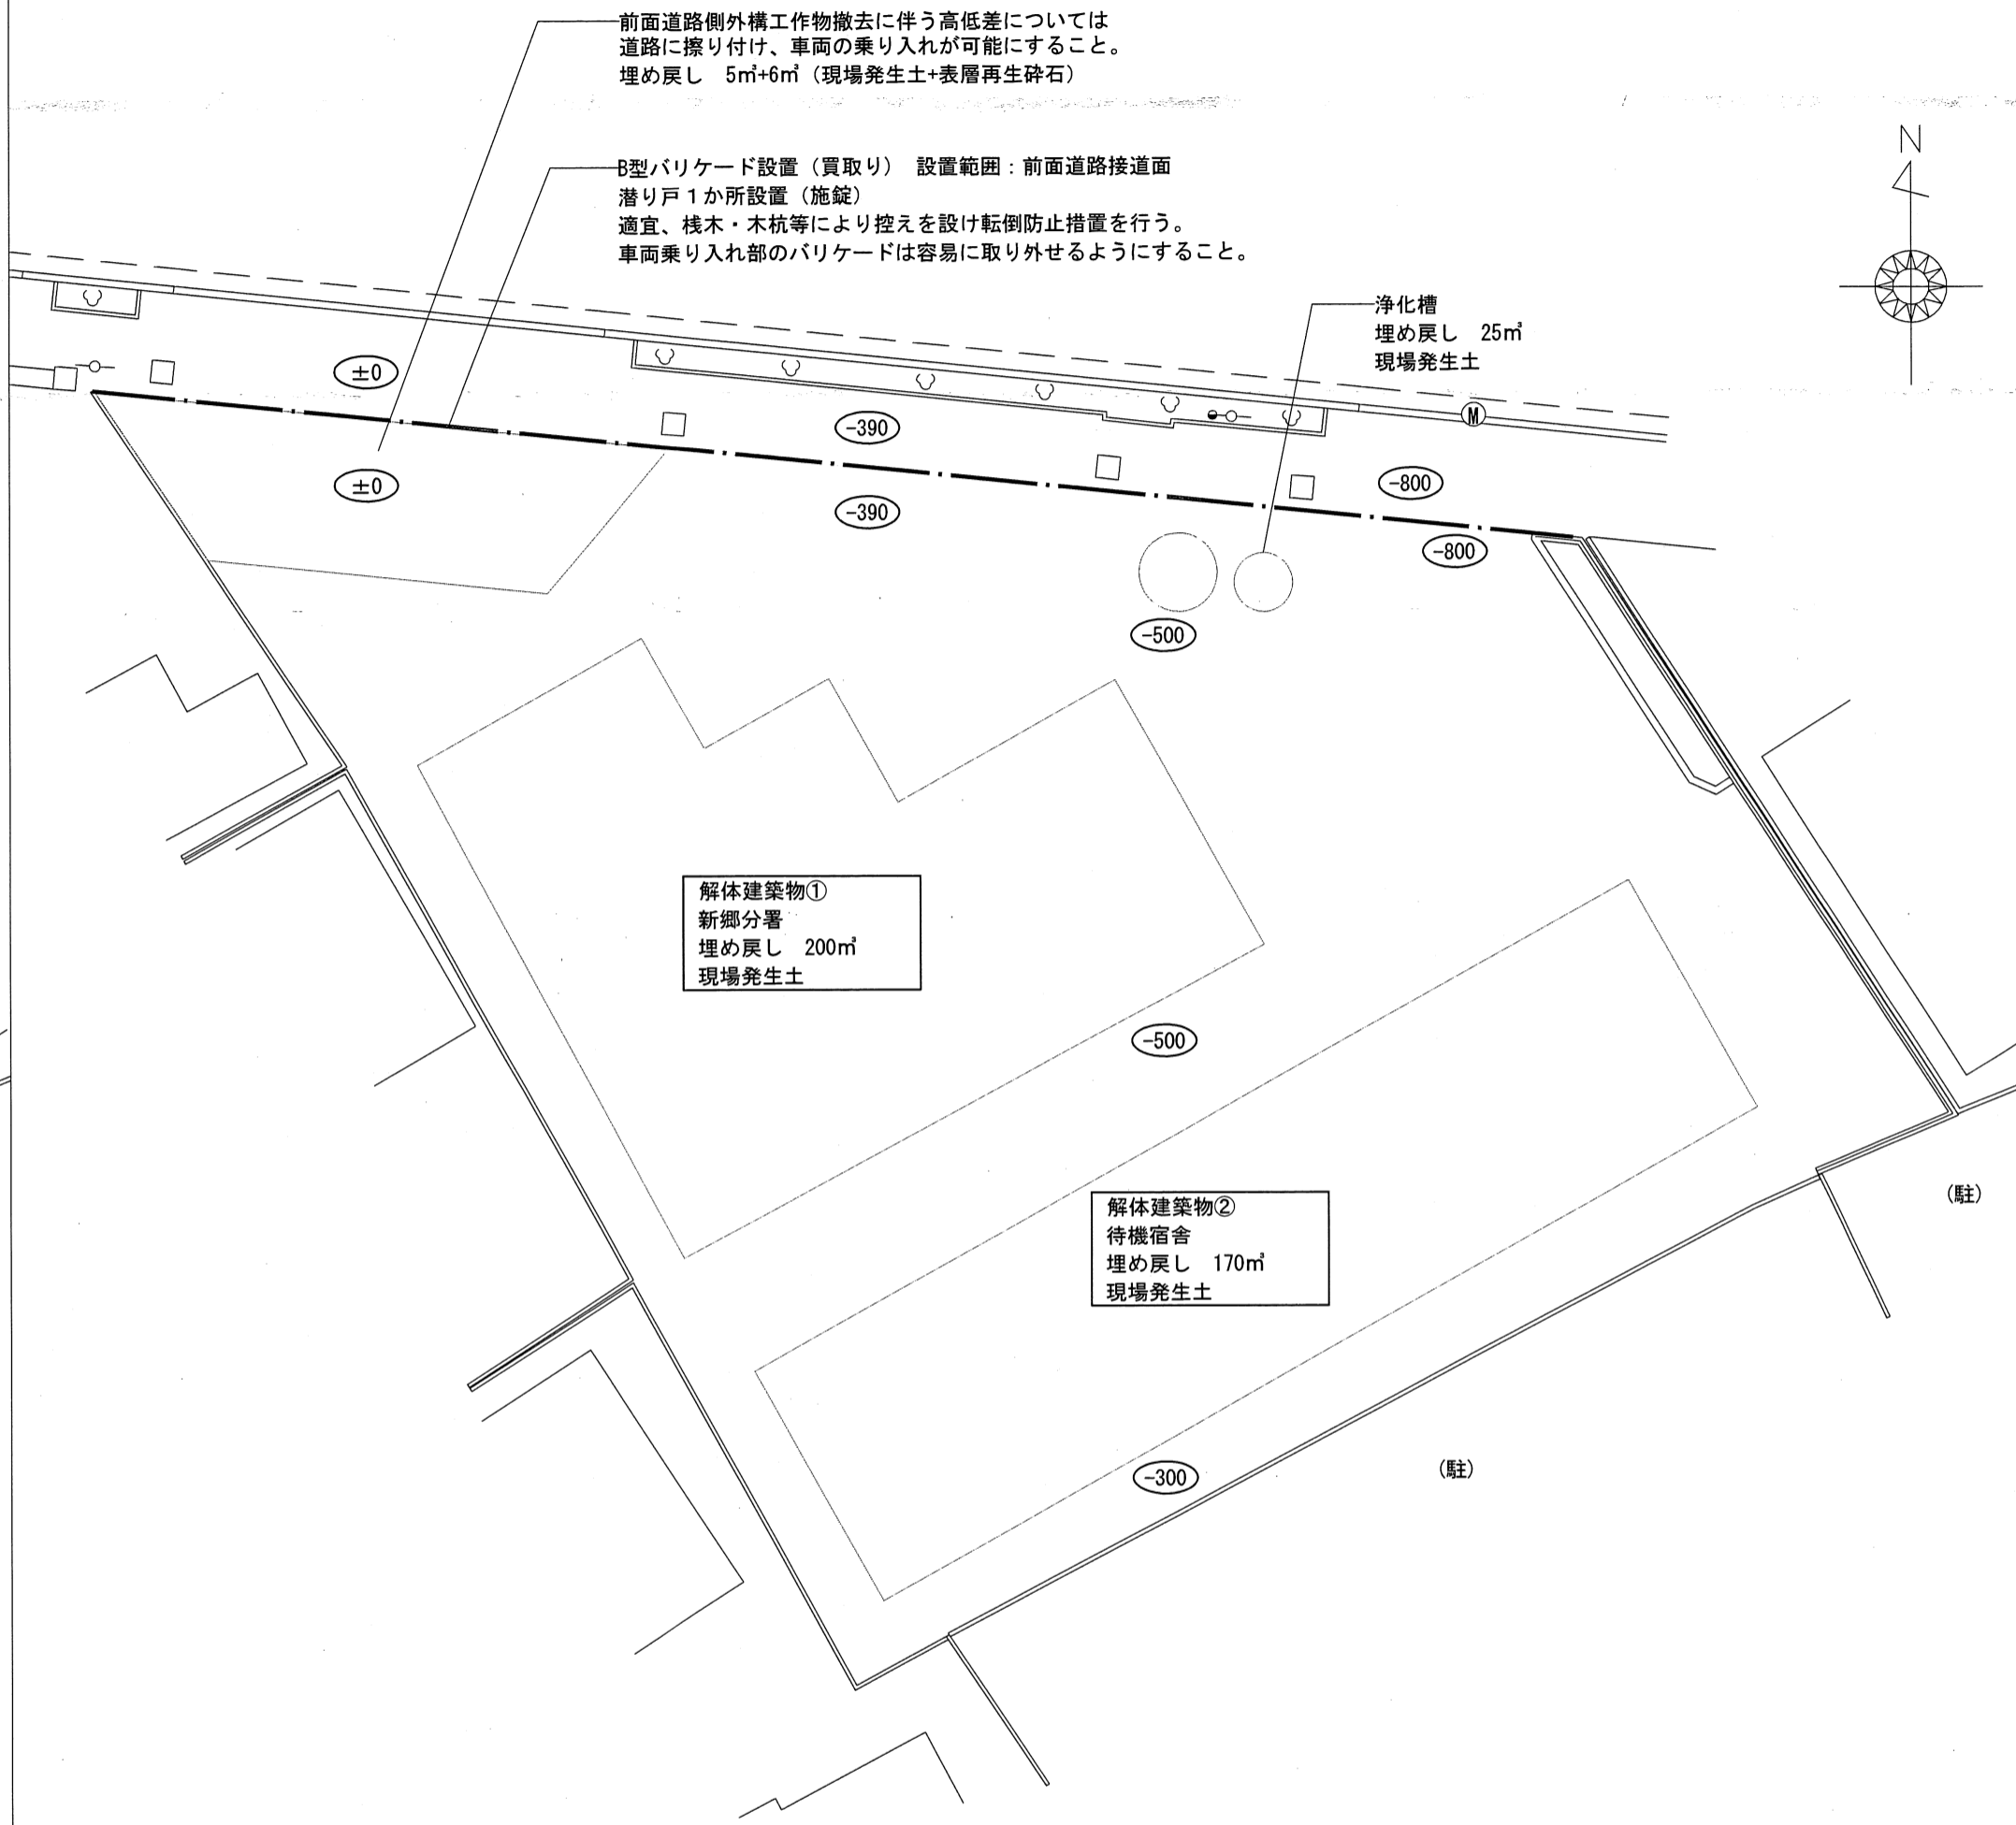 前面道路側外構工作物撤去に伴う高低差については
道路に擦り付け、車両の乗り入れが可能にすること。
埋め戻し　5㎥+6㎥（現場発生土+表層再生砕石）
B型バリケード設置（買取り）　設置範囲：前面道路接道面
潜り戸１か所設置（施錠）
適宜、桟木・木杭等により控えを設け転倒防止措置を行う。
車両乗り入れ部のバリケードは容易に取り外せるようにすること。
N
浄化槽
埋め戻し　25㎥
現場発生土
±0
-390
M
±0
-390
-800
-800
-500
解体建築物①
新郷分署
埋め戻し　200㎥
現場発生土
-500
解体建築物②
待機宿舎
埋め戻し　170㎥
現場発生土
（駐）
-300
（駐）